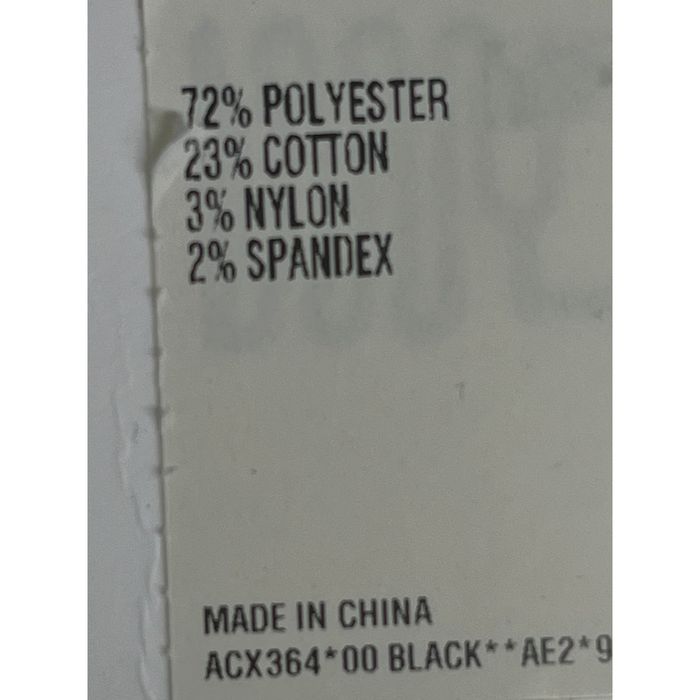 72% POLYESTER
23% COTTON
3% NYLON
2% SPANDEX
MADE IN CHINA
ACX364*00 BLACK**AE2*9